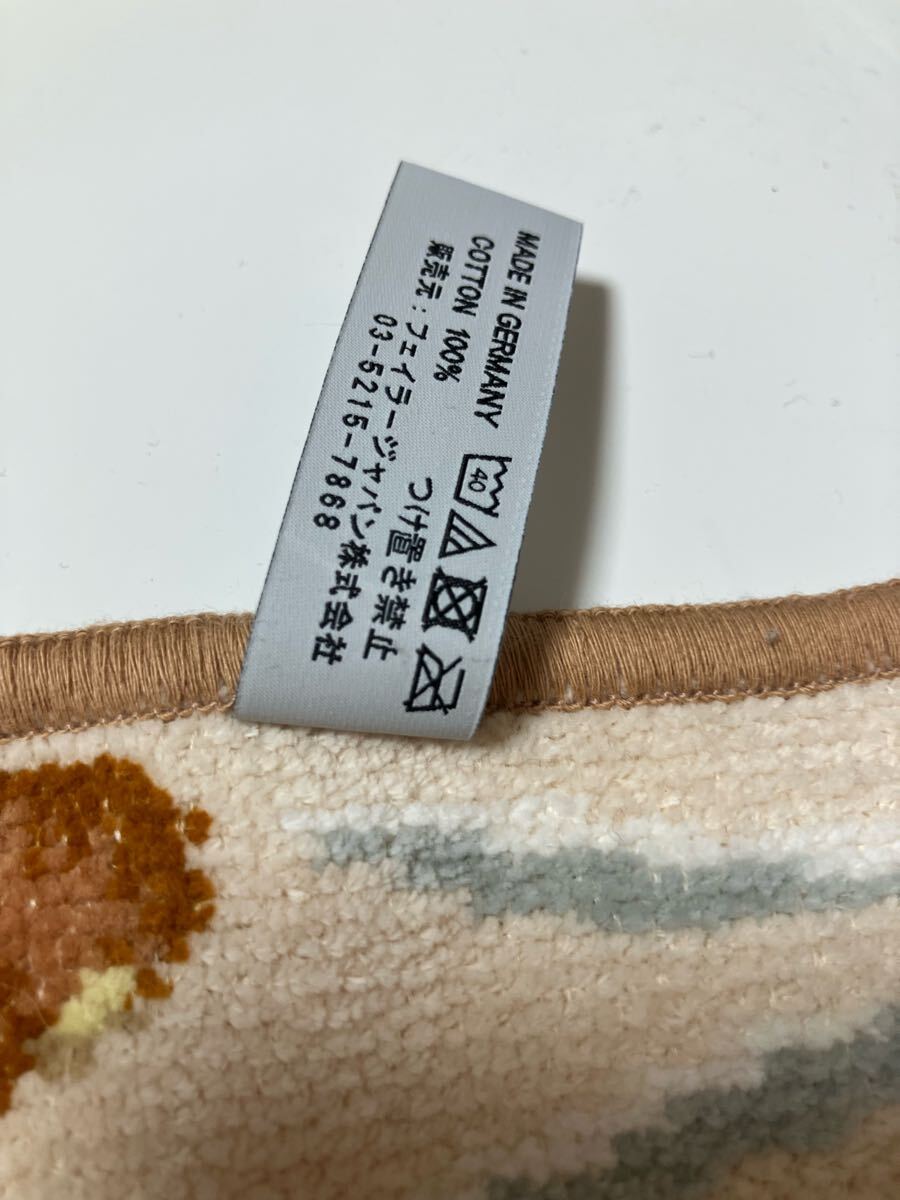 MADE IN GERMANY
COTTON 100%
販売元：フェイラージャパン株式会社
03-5215-7868
40
つけ置き禁止